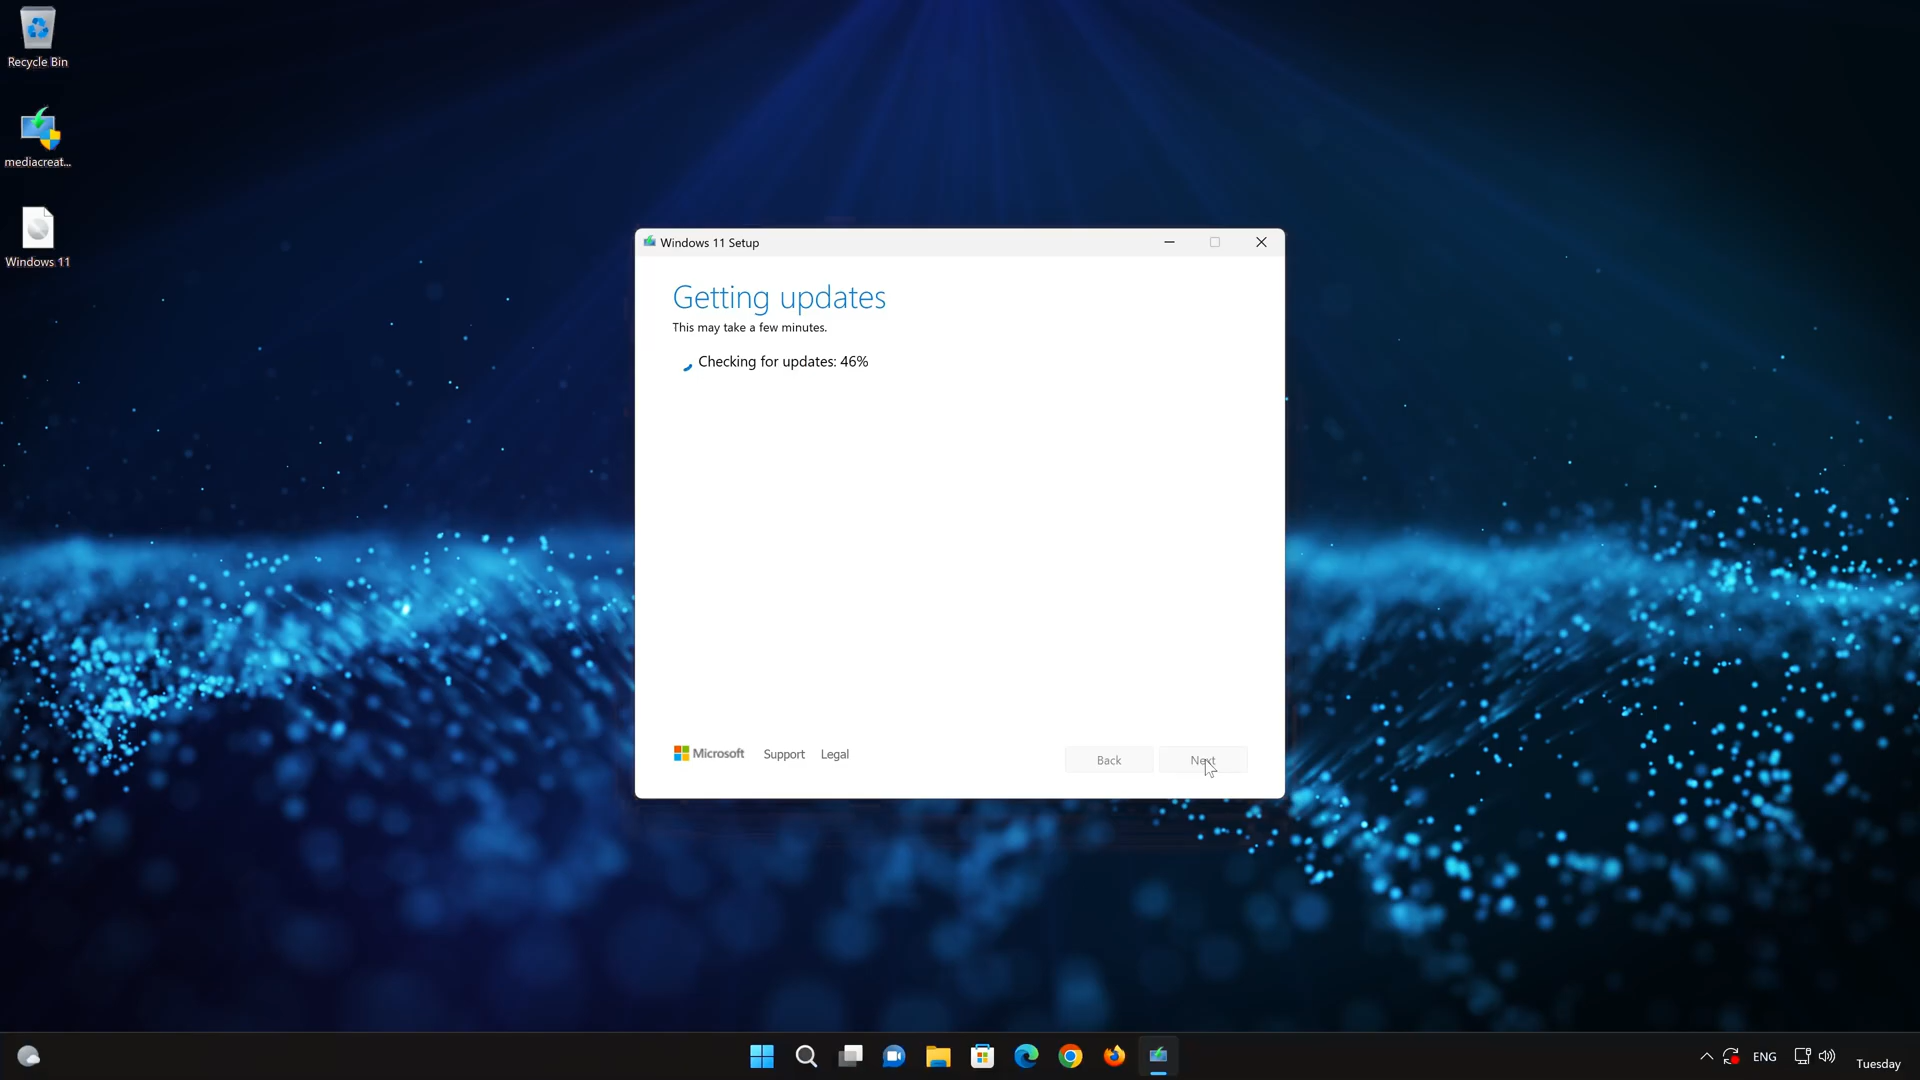 Recycle Bin
mediacreat...
Windows 11
Windows 11 Setup
Getting updates
This may take a few minutes.
Checking for updates: 46%
Microsoft
Support
Legal
Back
Next
ENG
Tuesday